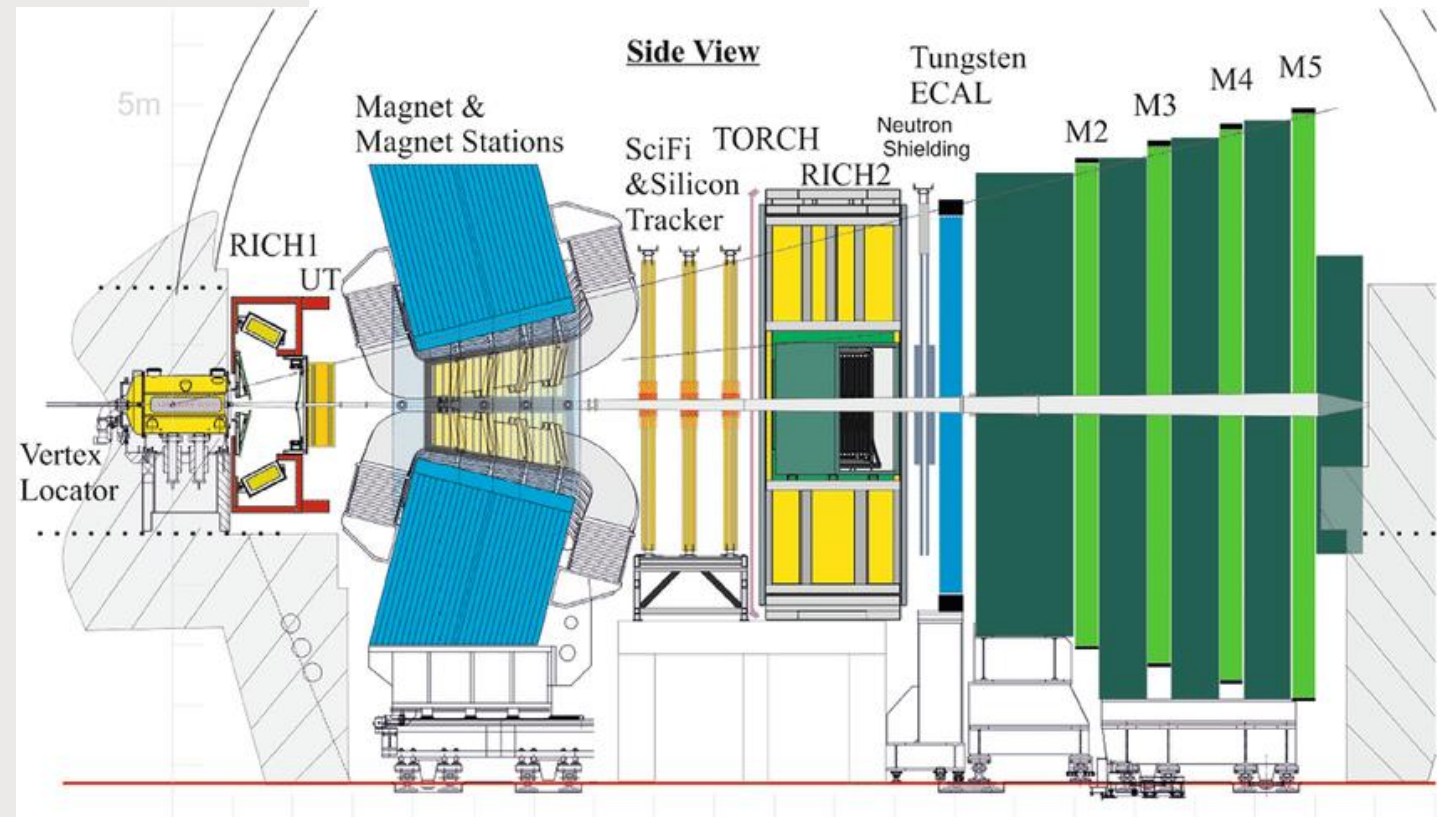 Side View
5m
Magnet &
Magnet Stations
SciFi
&Silicon
Tracker
TORCH
RICH2
Tungsten
ECAL
Neutron
Shielding
M2
M3
M4
M5
RICH1
UT
Vertex
Locator